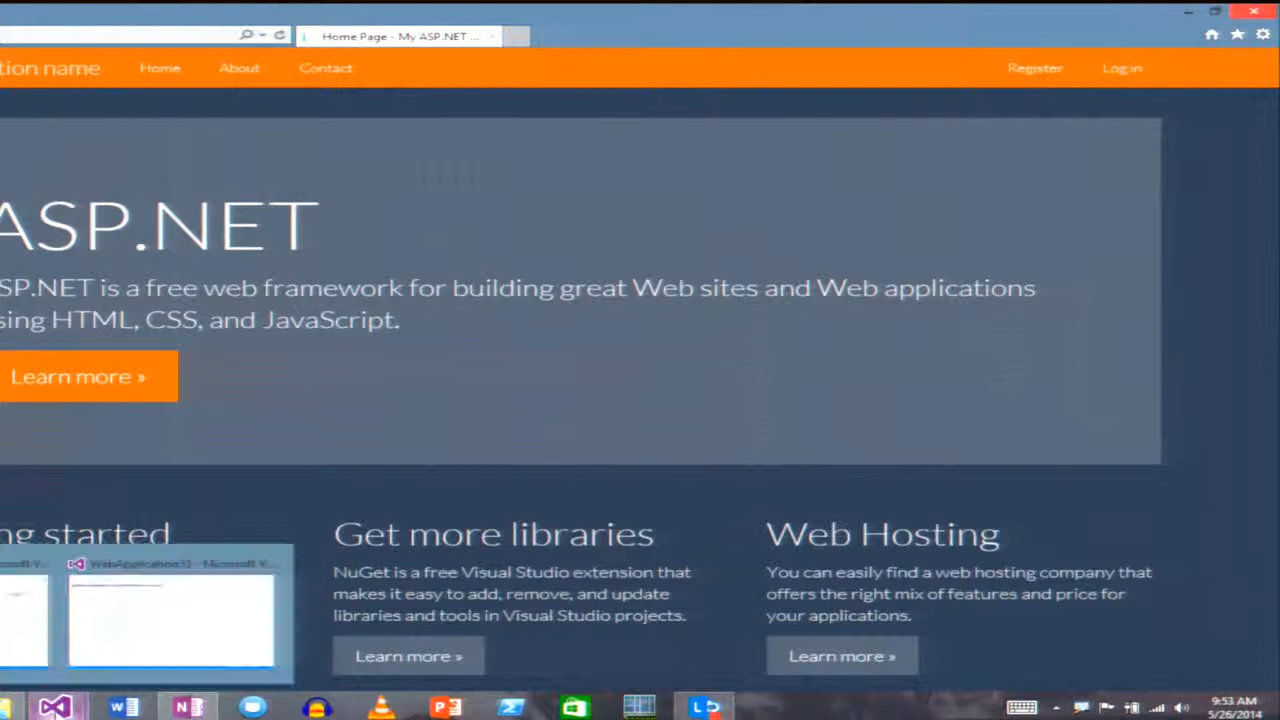 Home Page - My ASP.NET ...
tion name
Home
About
Contact
Register
Log in
ASP.NET
SP.NET is a free web framework for building great Web sites and Web applications
sing HTML, CSS, and JavaScript.
Learn more »
ng started
Get more libraries
Web Hosting
WebApplication33 - Microsoft V...
NuGet is a free Visual Studio extension that
makes it easy to add, remove, and update
libraries and tools in Visual Studio projects.
Learn more »
You can easily find a web hosting company that
offers the right mix of features and price for
your applications.
Learn more »
9:53 AM
5/26/2014